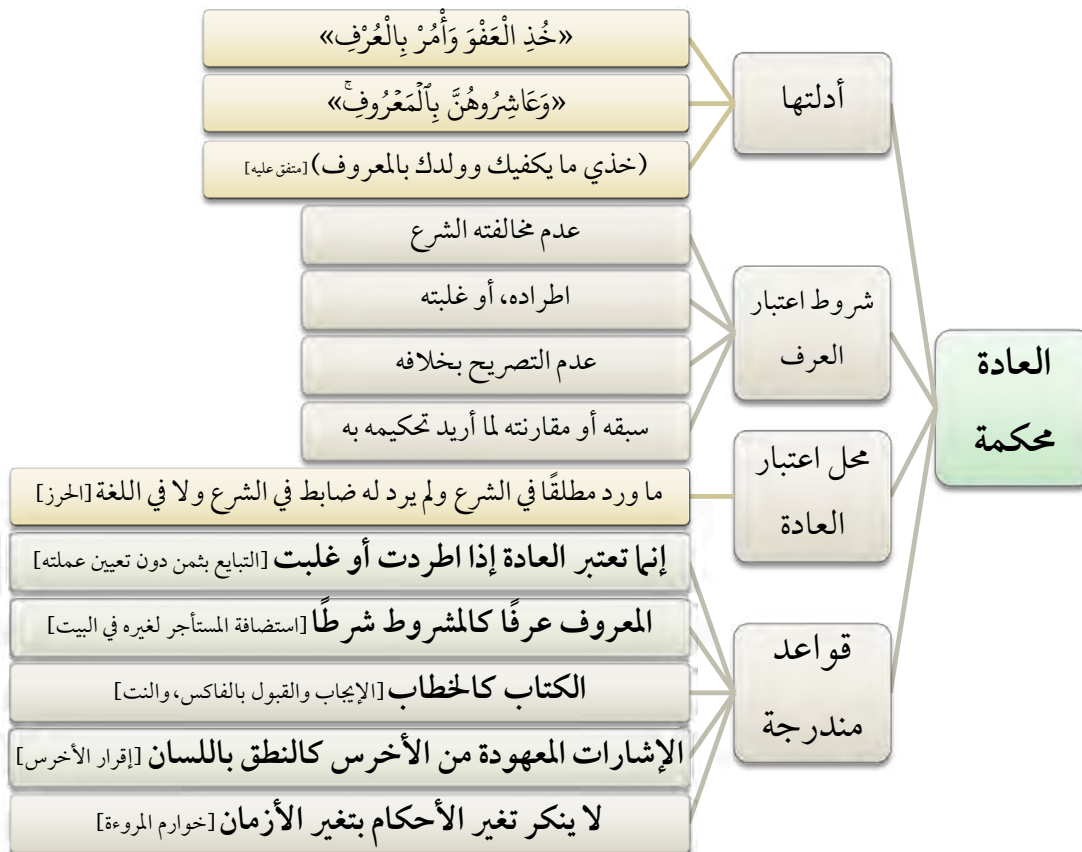 العادة
محكمة
أدلتها
«خُذِ الْعَفْوَ وَأْمُرْ بِالْعُرْفِ»
«وَعَاشِرُوهُنَّ بِٱلْمَعْرُوفِۚ»
(خذي ما يكفيك وولدك بالمعروف) [متفق عليه]
شروط اعتبار
العرف
عدم مخالفته الشرع
اطراده، أو غلبته
عدم التصريح بخلافه
سبقه أو مقارنته لما أريد تحكيمه به
محل اعتبار
العادة
ما ورد مطلقًا في الشرع ولم يرد له ضابط في الشرع ولا في اللغة [الحرز]
قواعد
مندرجة
إنما تعتبر العادة إذا اطردت أو غلبت [التبايع بثمن دون تعيين عملته]
المعروف عرفًا كالمشروط شرطًا [استضافة المستأجر لغيره في البيت]
الكتاب كالخطاب [الإيجاب والقبول بالفاكس، والنت]
الإشارات المعهودة من الأخرس كالنطق باللسان [إقرار الأخرس]
لا ينكر تغير الأحكام بتغير الأزمان [خوارم المروءة]